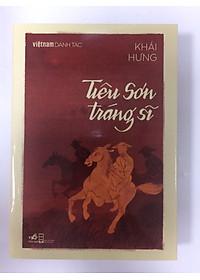 việtnam DANH TÁC
KHÁI
HƯNG
Tiêu Sơn
tráng sĩ